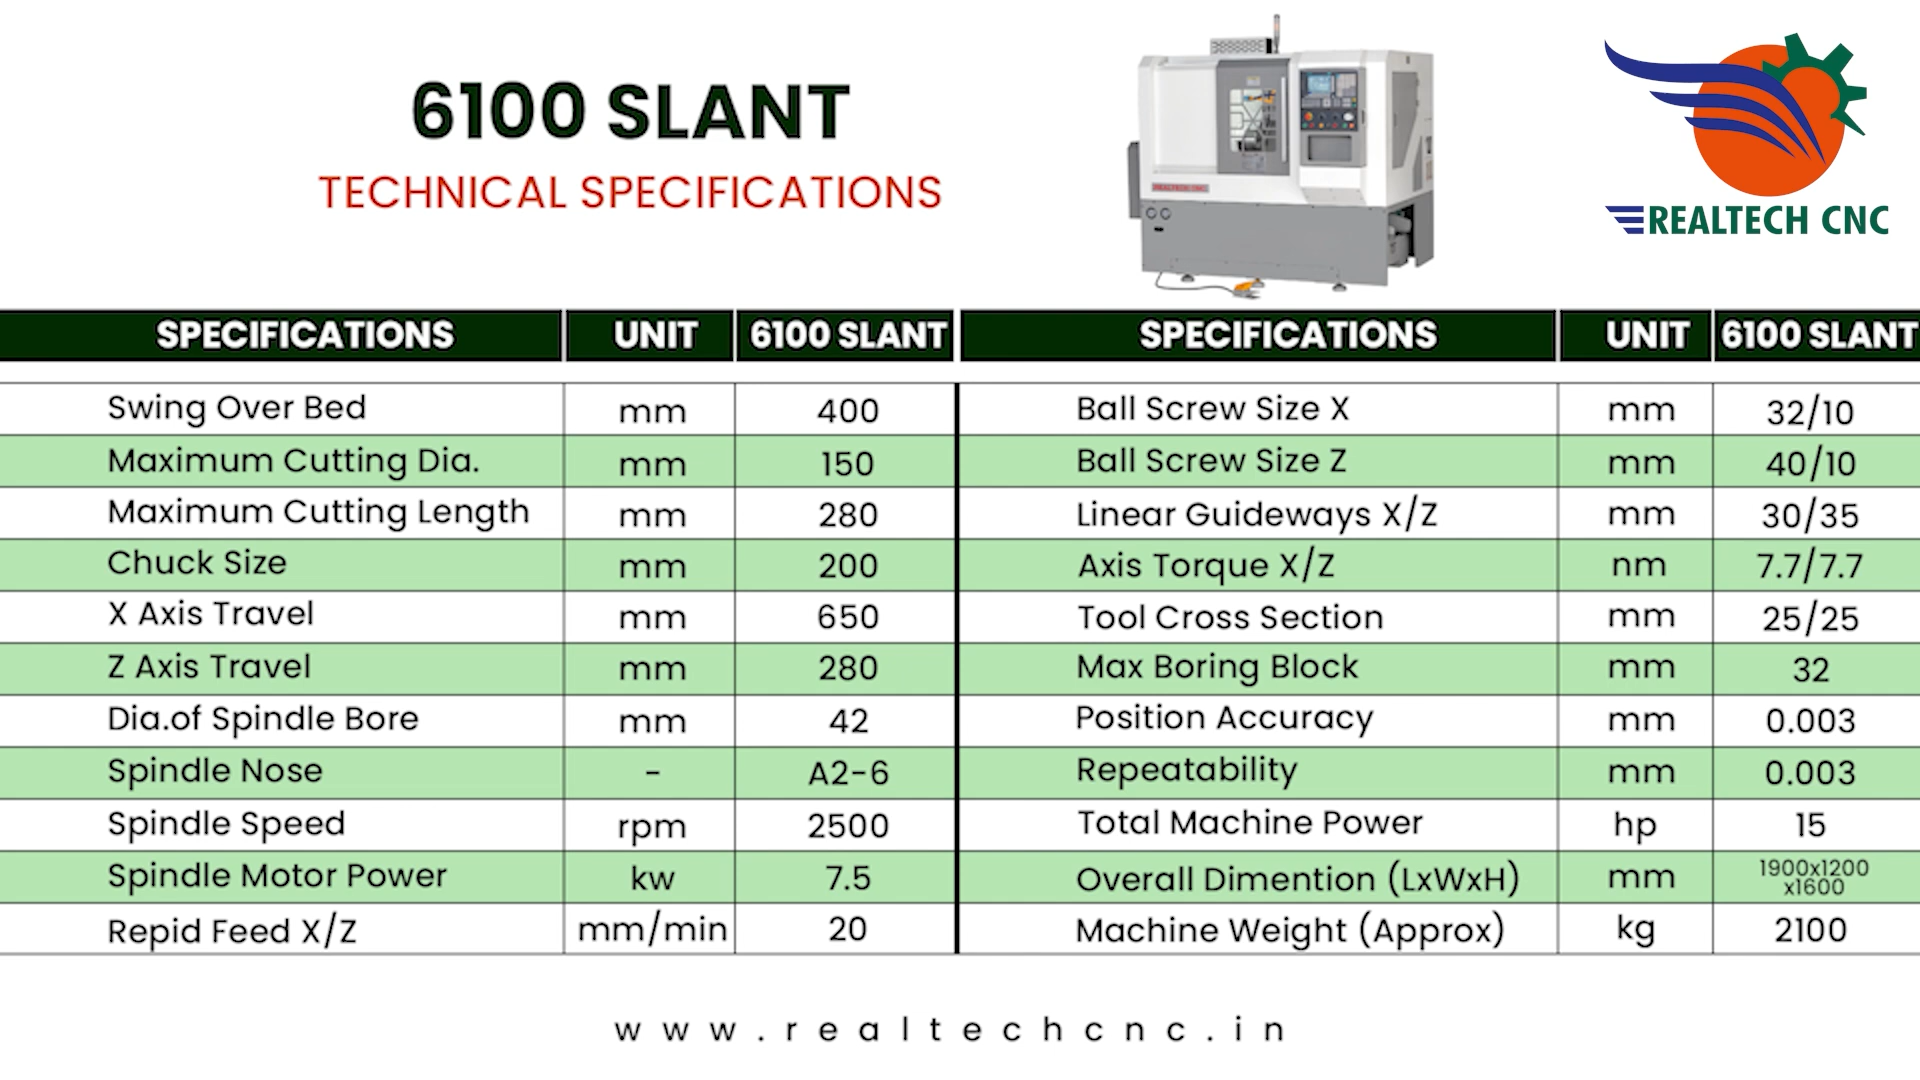 6100 SLANT
TECHNICAL SPECIFICATIONS
REALTECH CNC
REALTECH CNC
SPECIFICATIONS UNIT 6100 SLANT SPECIFICATIONS UNIT 6100 SLANT
Swing Over Bed mm 400 Ball Screw Size X mm 32/10
Maximum Cutting Dia. mm 150 Ball Screw Size Z mm 40/10
Maximum Cutting Length mm 280 Linear Guideways X/Z mm 30/35
Chuck Size mm 200 Axis Torque X/Z nm 7.7/7.7
X Axis Travel mm 650 Tool Cross Section mm 25/25
Z Axis Travel mm 280 Max Boring Block mm 32
Dia.of Spindle Bore mm 42 Position Accuracy mm 0.003
Spindle Nose - A2-6 Repeatability mm 0.003
Spindle Speed rpm 2500 Total Machine Power hp 15
Spindle Motor Power kw 7.5 Overall Dimention (LxWxH) mm 1900x1200
x1600
Repid Feed X/Z mm/min 20 Machine Weight (Approx) kg 2100
www.realtechcnc.in